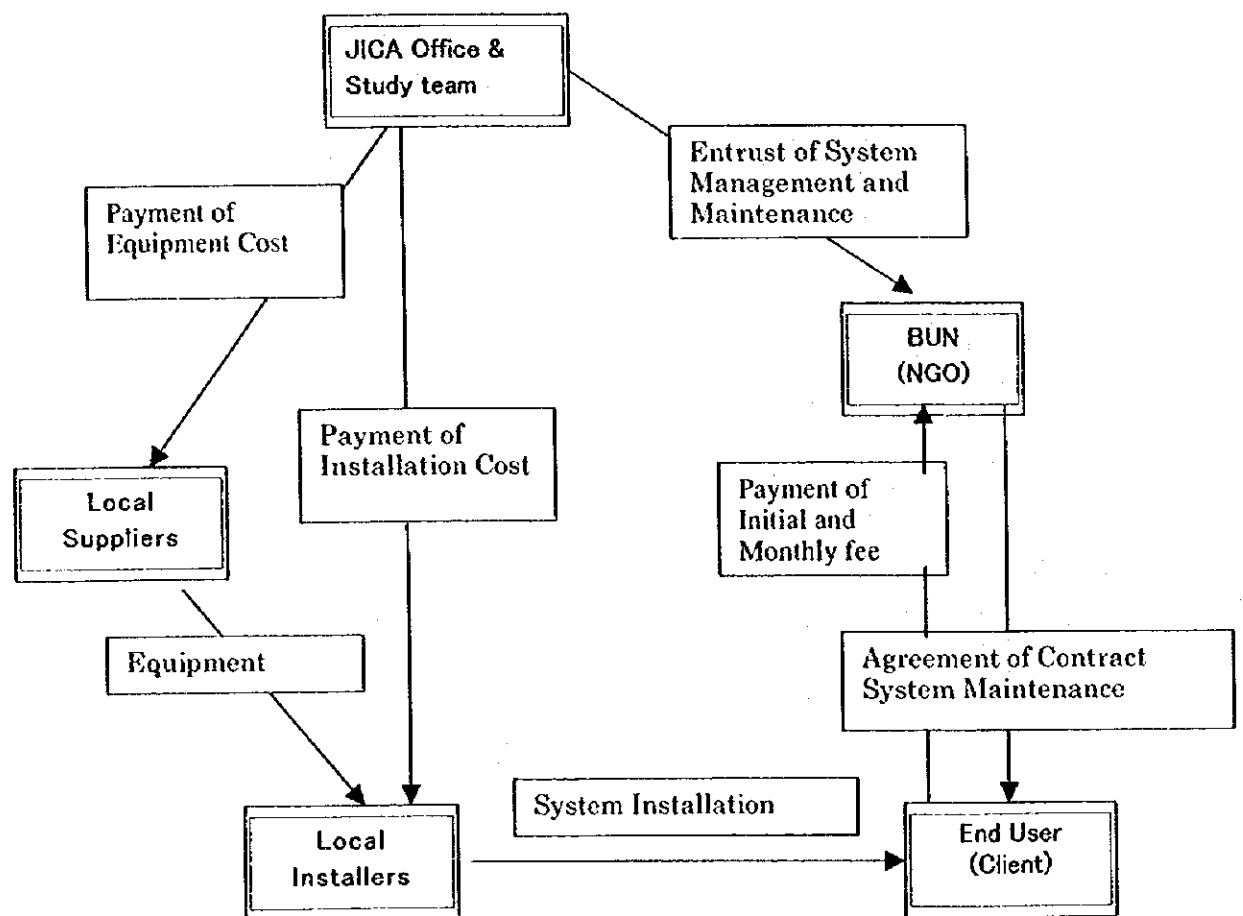 JICA Office &
Study team
Entrust of System
Management and
Maintenance
Payment of
Equipment Cost
BUN
(NGO)
Payment of
Installation Cost
Local
Suppliers
Payment of
Initial and
Monthly fee
Equipment
Agreement of Contract
System Maintenance
System Installation
Local
Installers
End User
(Client)